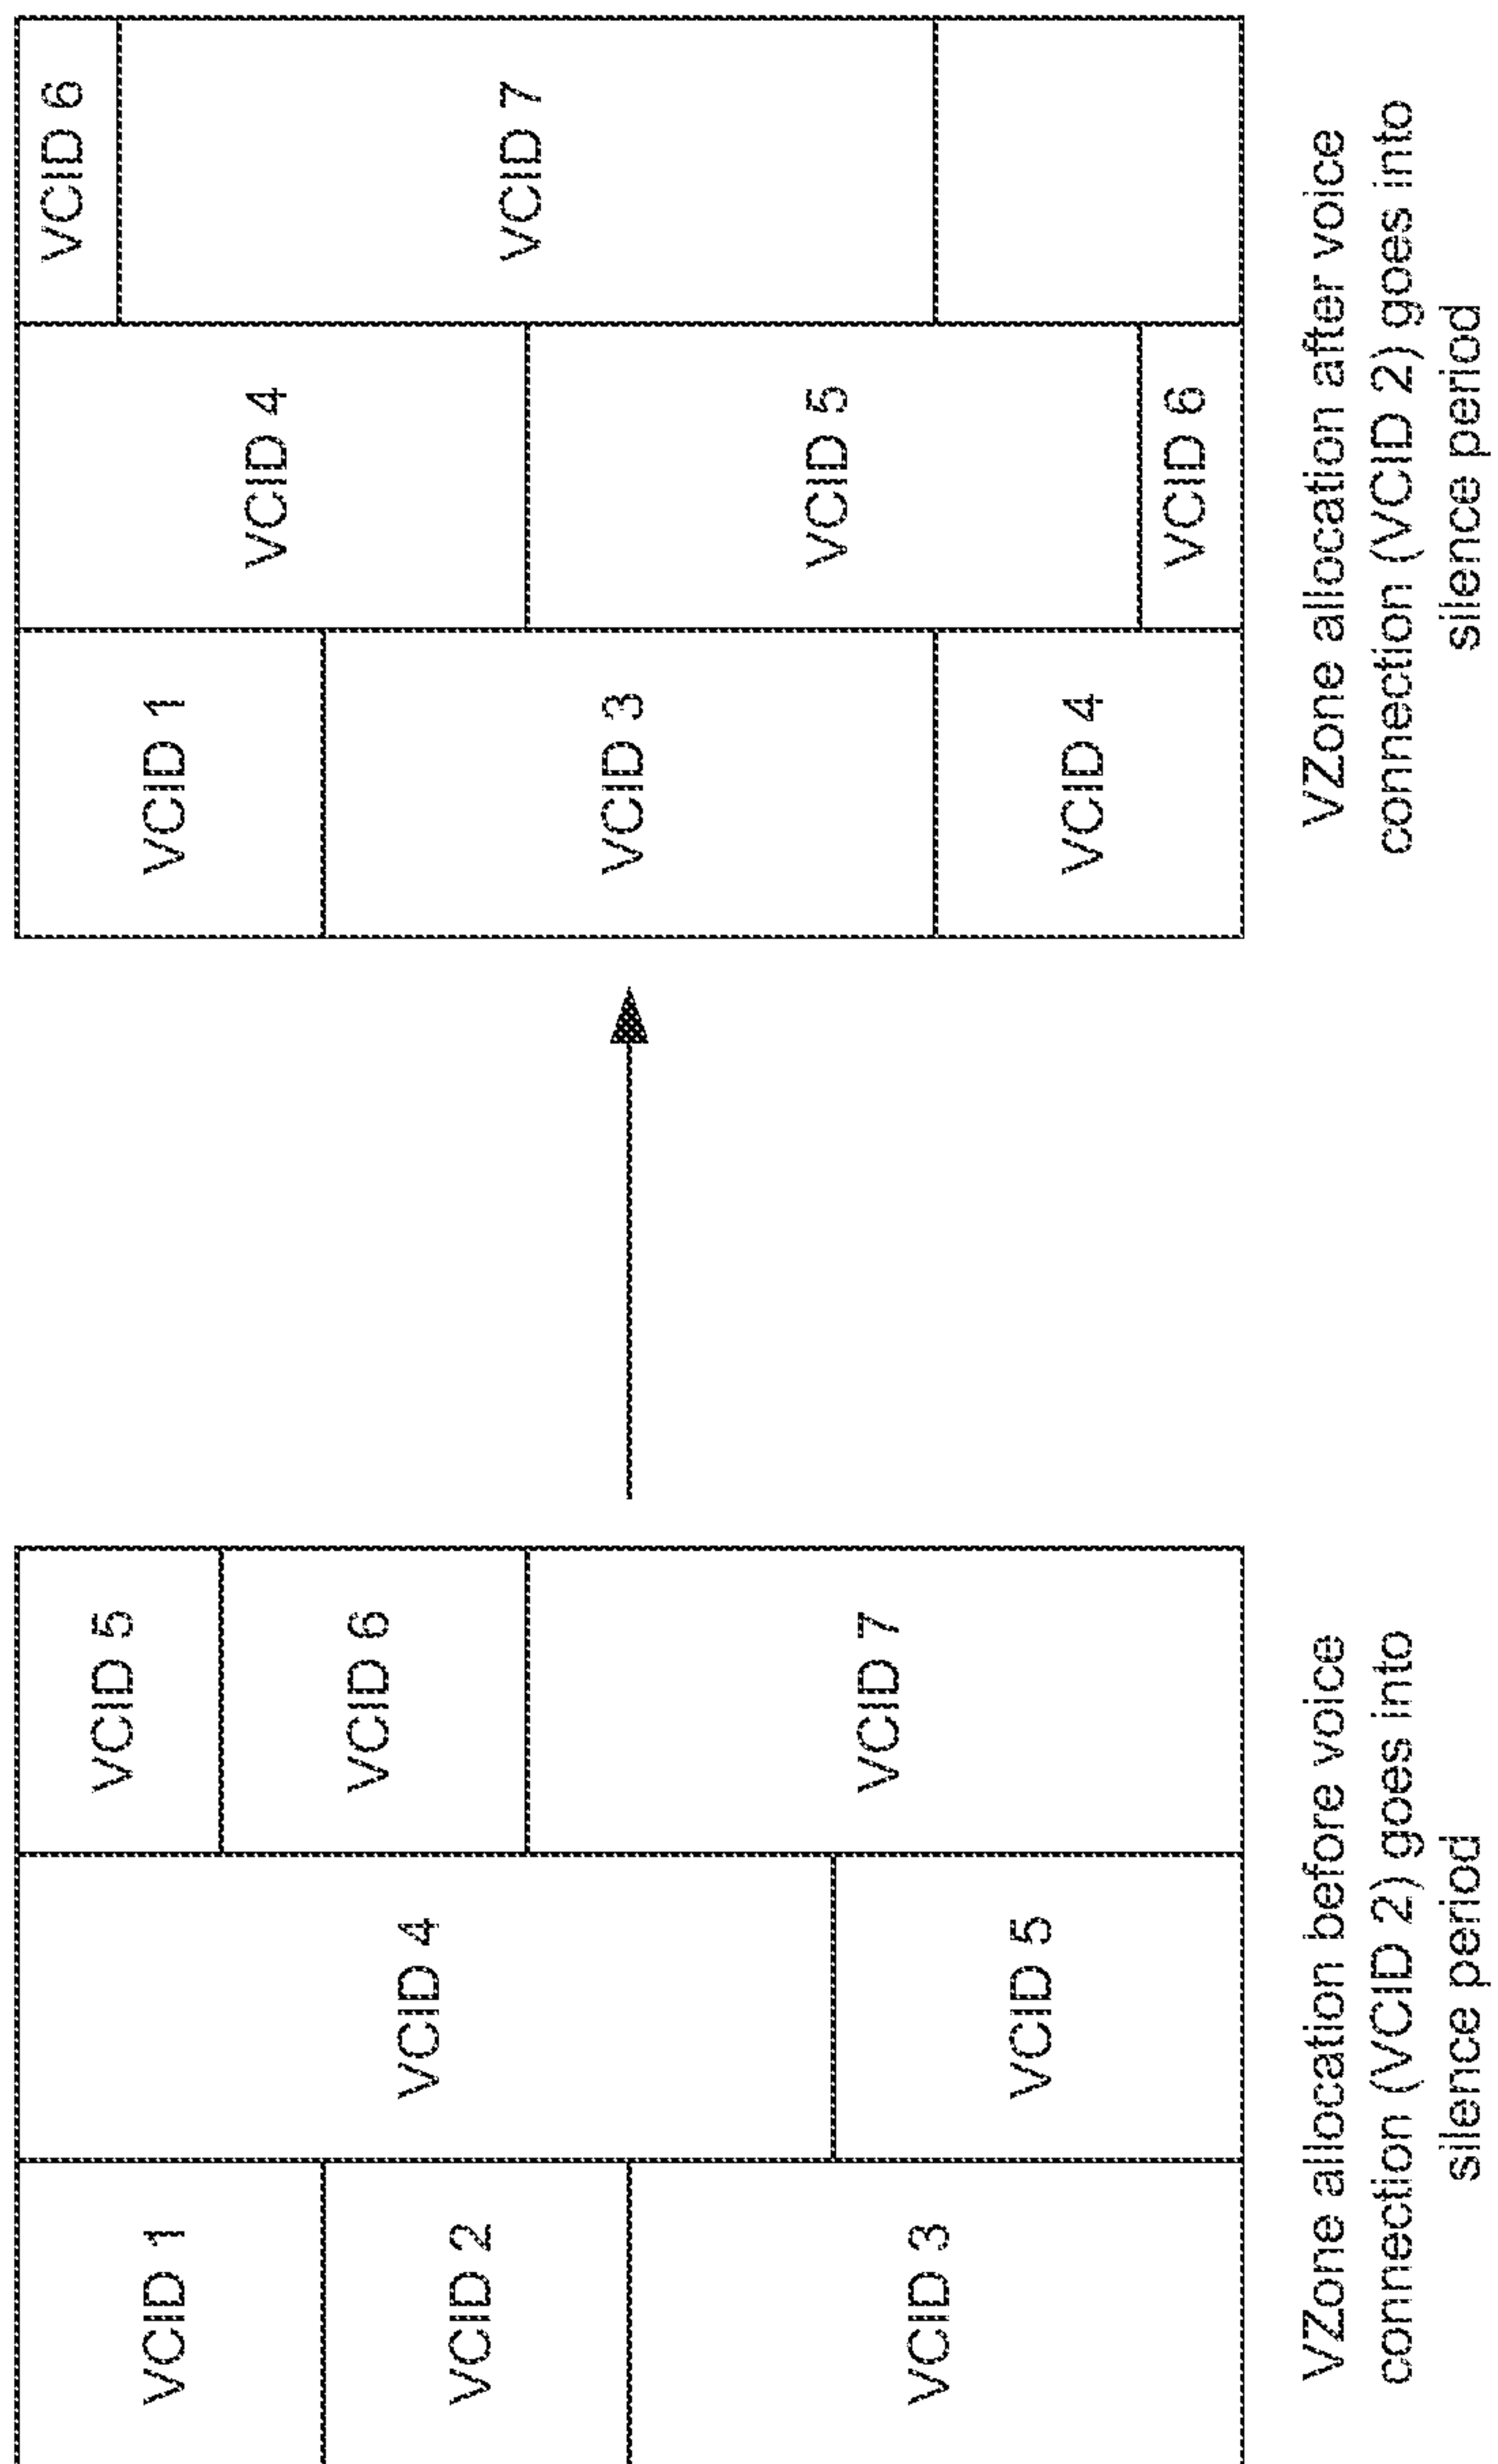 VCID 1
VCID 2
VCID 3
VCID 4
VCID 5
VCID 5
VCID 6
VCID 7
VZone allocation before voice
connection (VCID 2) goes into
silence period
VCID 1
VCID 3
VCID 4
VCID 4
VCID 5
VCID 6
VCID 6
VCID 7
VZone allocation after voice
connection (VCID 2) goes into
silence period